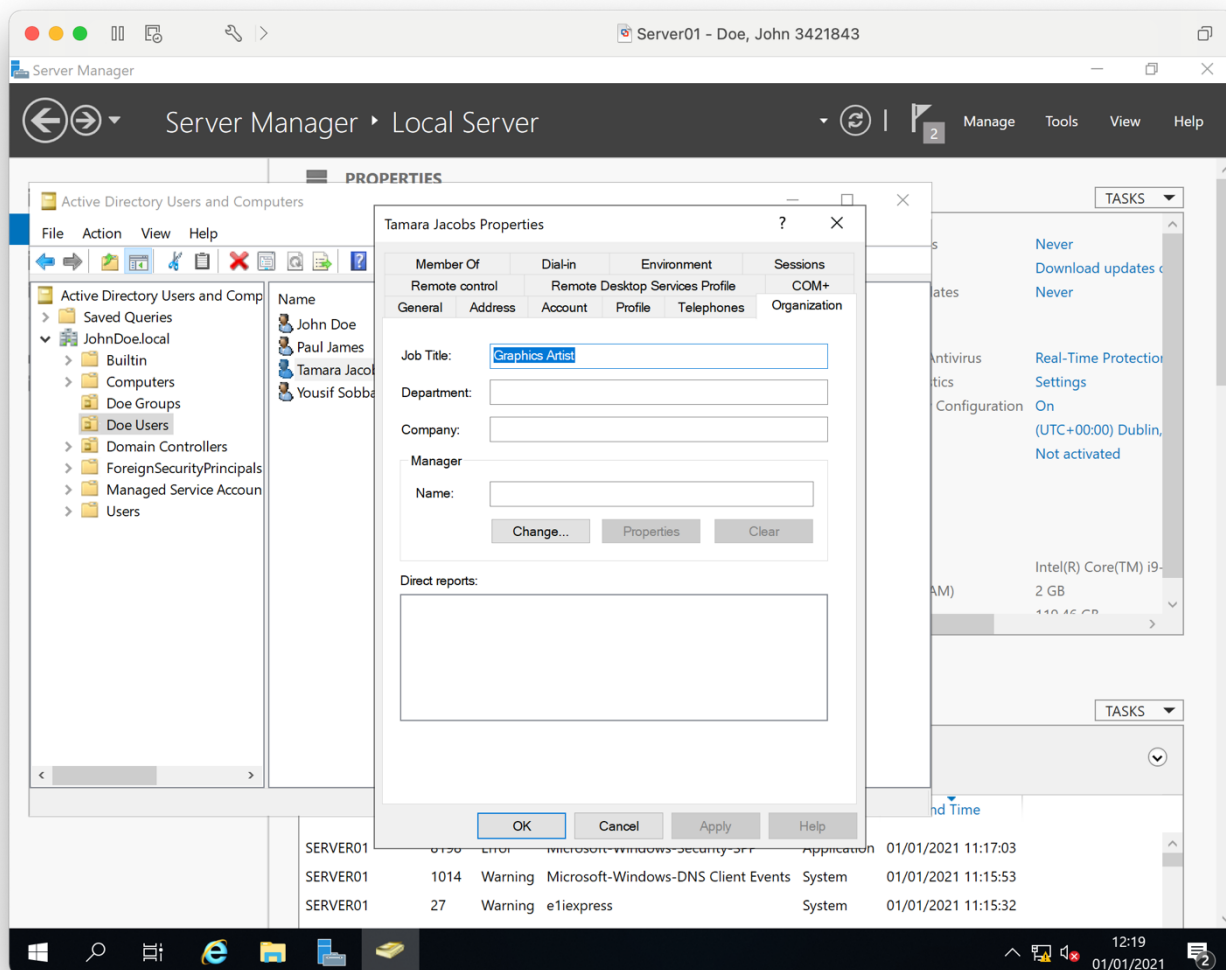 Server01 - Doe, John 3421843
Server Manager
Server Manager Local Server
2
Manage Tools View Help
PROPERTIES
TASKS
Active Directory Users and Computers
File Action View Help
Active Directory Users and Comp
Saved Queries
JohnDoe.local
Builtin
Computers
Doe Groups
Doe Users
Domain Controllers
ForeignSecurityPrincipals
Managed Service Accoun
Users
Name
John Doe
Paul James
Tamara Jacob
Yousif Sobba
Tamara Jacobs Properties
?
Member Of Dial-in Environment Sessions
Remote control Remote Desktop Services Profile COM+
General Address Account Profile Telephones Organization
Job Title: Graphics Artist
Department:
Company:
Manager
Name:
Change... Properties Clear
Direct reports:
OK Cancel Apply Help
s Never
Download updates
lates Never
Antivirus Real-Time Protection
stics Settings
Configuration On
(UTC+00:00) Dublin,
Not activated
Intel(R) Core(TM) i9-
AM) 2 GB
TASKS
nd Time
SERVER01 8198 Error Microsoft-Windows-Security-SPP Application 01/01/2021 11:17:03
SERVER01 1014 Warning Microsoft-Windows-DNS Client Events System 01/01/2021 11:15:53
SERVER01 27 Warning e1iexpress System 01/01/2021 11:15:32
12:19
01/01/2021
2